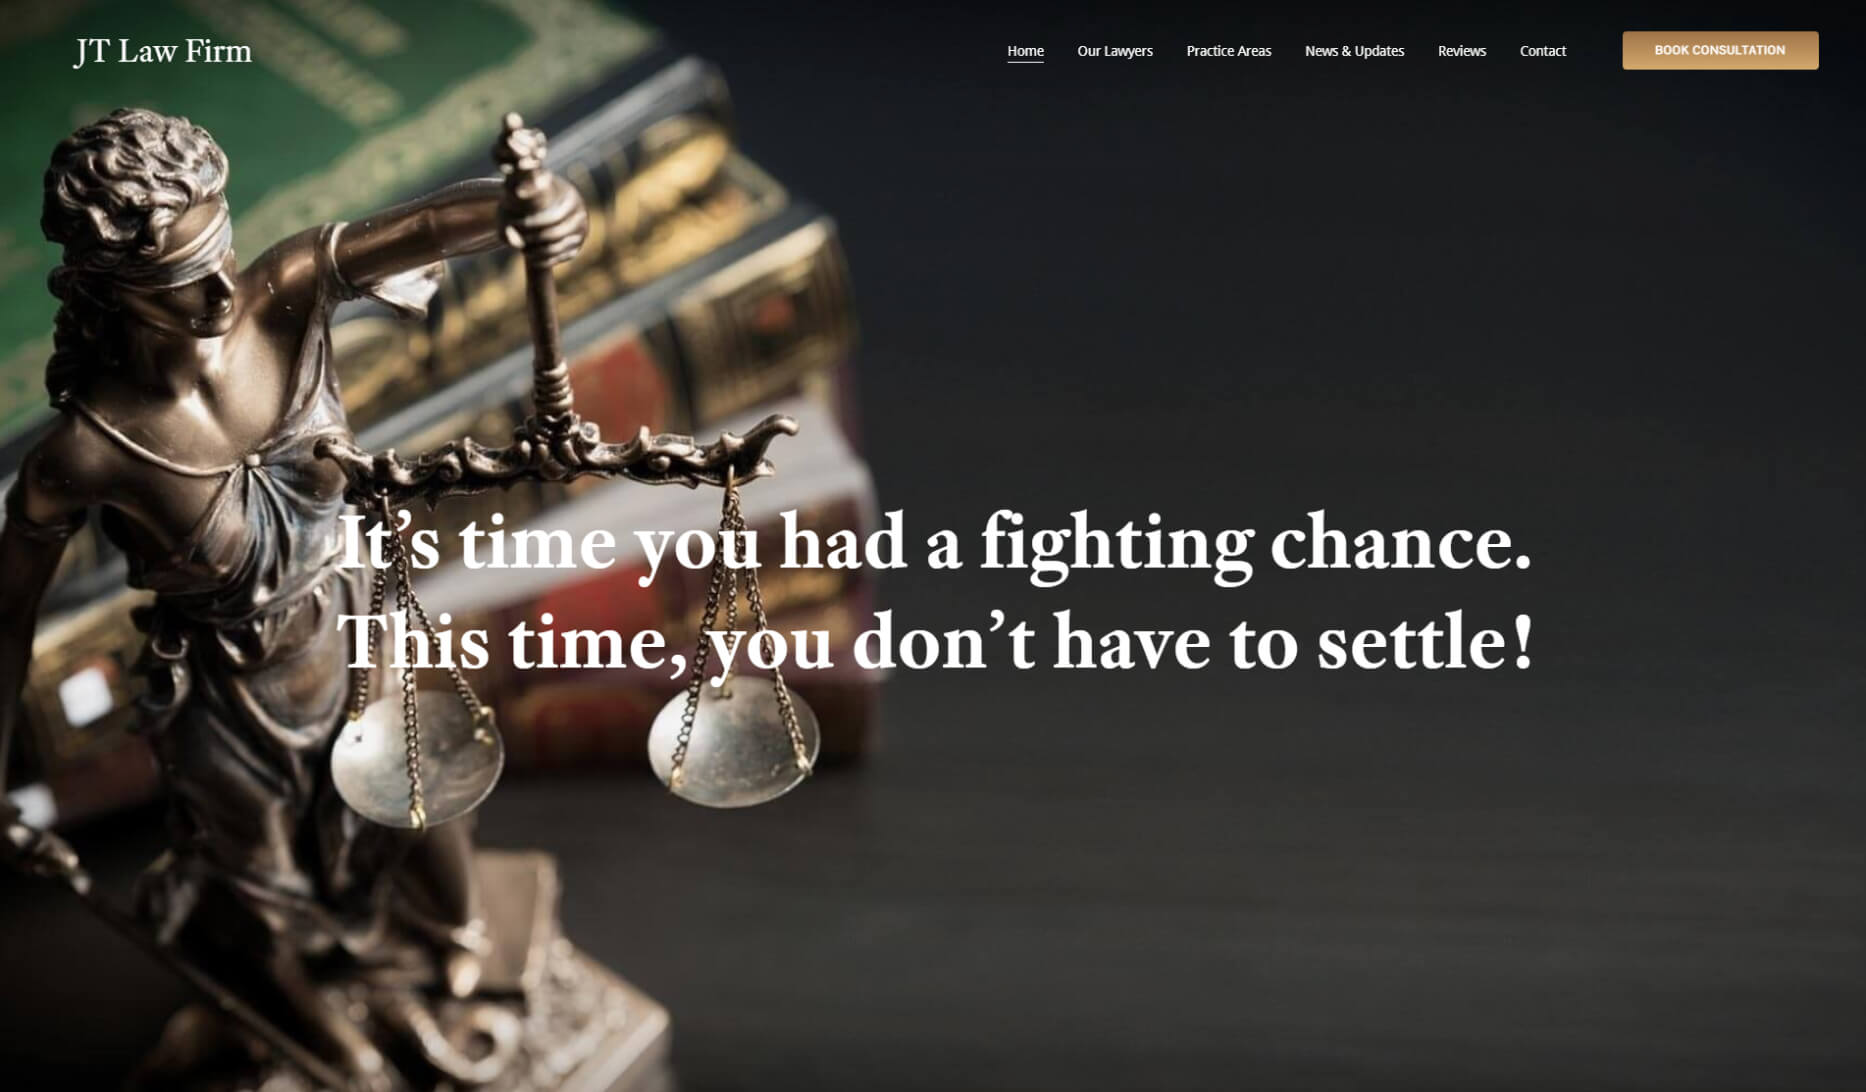 JT Law Firm
Home Our Lawyers Practice Areas News & Updates Reviews Contact BOOK CONSULTATION
It’s time you had a fighting chance.
This time, you don’t have to settle!